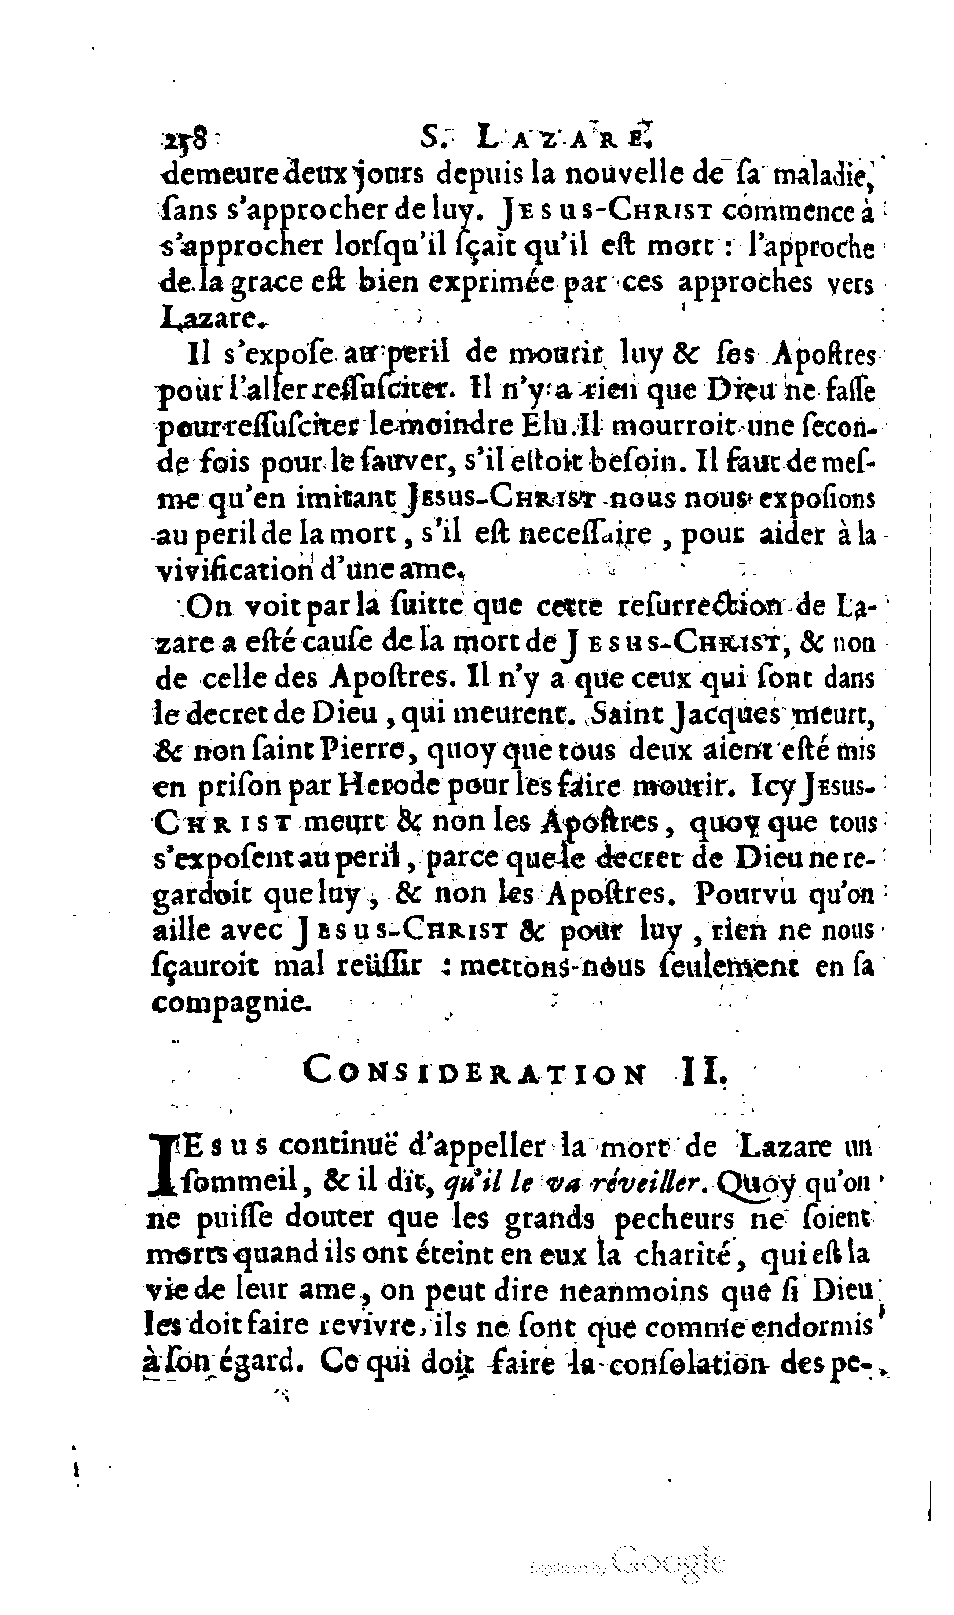 258 S. LAZARE.
demeure deux jours depuis la nouvelle de ſa maladie,
ſans s'approcher de luy. JESUS-CHRIST commence à
s'approcher lorſqu'il ſçait qu'il eſt mort : l'approche
de la grace eſt bien exprimée par ces approches vers
Lazare.
Il s'expoſe au peril de mourir luy & ſes Apoſtres
pour l'aller reſſuſciter. Il n'y a rien que Dieu ne faſſe
pour reſſuſciter le moindre Elu. Il mourroit une ſecon-
de fois pour le ſauver, s'il eſtoit beſoin. Il faut de meſ-
me qu'en imitant JESUS-CHRIST nous nous expoſions
au peril de la mort, s'il eſt neceſſaire, pour aider à la
vivification d'une ame.
On voit par la ſuitte que cette reſurrection de La-
zare a eſté cauſe de la mort de JESUS-CHRIST, & non
de celle des Apoſtres. Il n'y a que ceux qui ſont dans
le decret de Dieu, qui meurent. Saint Jacques meurt,
& non ſaint Pierre, quoy que tous deux aient eſté mis
en priſon par Herode pour les faire mourir. Icy JESUS-
CHRIST meurt & non les Apoſtres, quoy que tous
s'expoſent au peril, parce que le decret de Dieu ne re-
gardoit que luy, & non les Apoſtres. Pourvu qu'on
aille avec JESUS-CHRIST & pour luy, rien ne nous
ſçauroit mal reüſſir : mettons-nous ſeulement en ſa
compagnie.
CONSIDERATION II.
JESUS continuë d'appeller la mort de Lazare un
ſommeil, & il dit, qu'il le va réveiller. Quoy qu'on
ne puiſſe douter que les grands pecheurs ne ſoient
morts quand ils ont éteint en eux la charité, qui eſt la
vie de leur ame, on peut dire neanmoins que ſi Dieu
les doit faire revivre, ils ne ſont que comme endormis
à ſon égard. Ce qui doit faire la conſolation des pe-
Digitized by Google